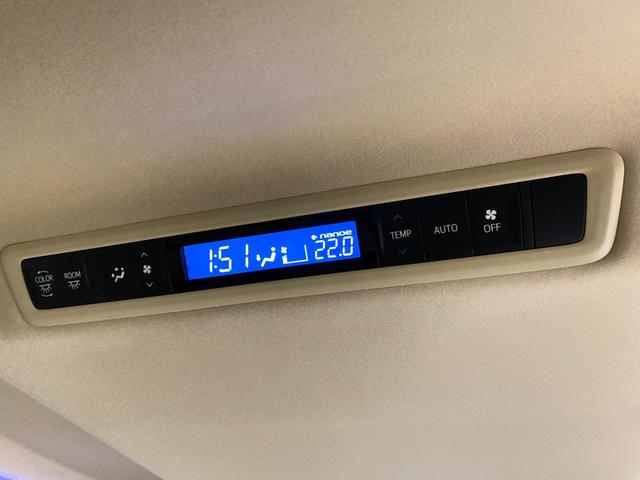 COLOR
ROOM
1:51
nanoe
22.0
TEMP
AUTO
OFF